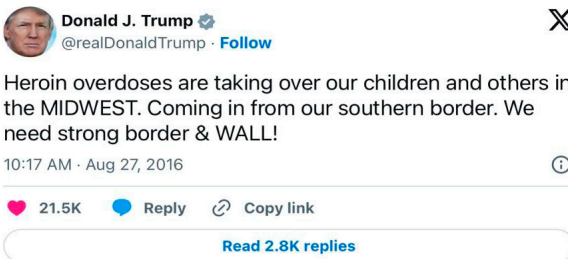 Donald J. Trump
@realDonaldTrump · Follow
Heroin overdoses are taking over our children and others in
the MIDWEST. Coming in from our southern border. We
need strong border & WALL!
10:17 AM · Aug 27, 2016
21.5K Reply Copy link
Read 2.8K replies